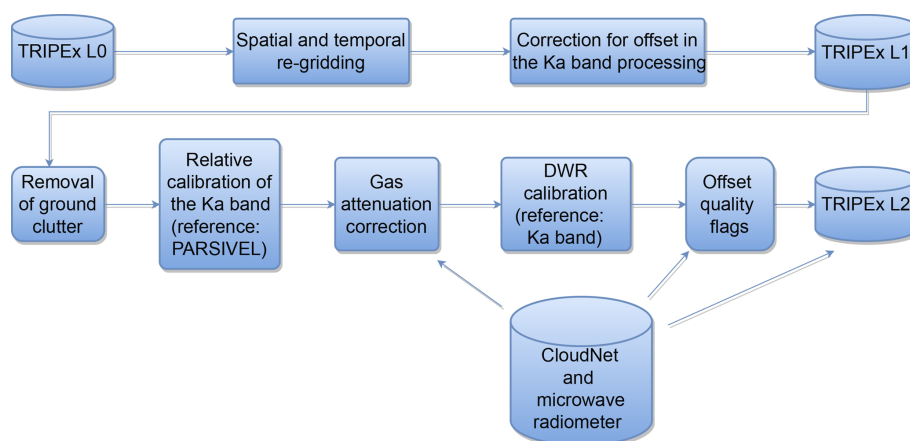 TRIPEx L0
Spatial and temporal
re-gridding
Correction for offset in
the Ka band processing
TRIPEx L1
Removal
of ground
clutter
Relative
calibration of
the Ka band
(reference:
PARSIVEL)
Gas
attenuation
correction
DWR
calibration
(reference:
Ka band)
Offset
quality
flags
TRIPEx L2
CloudNet
and
microwave
radiometer